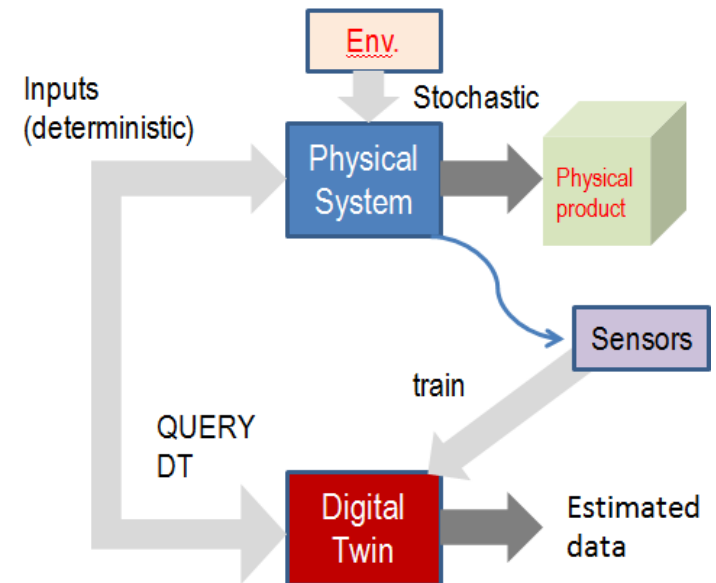 Env.
Inputs
(deterministic)
Stochastic
Physical
System
Physical
product
Sensors
train
QUERY
DT
Digital
Twin
Estimated
data